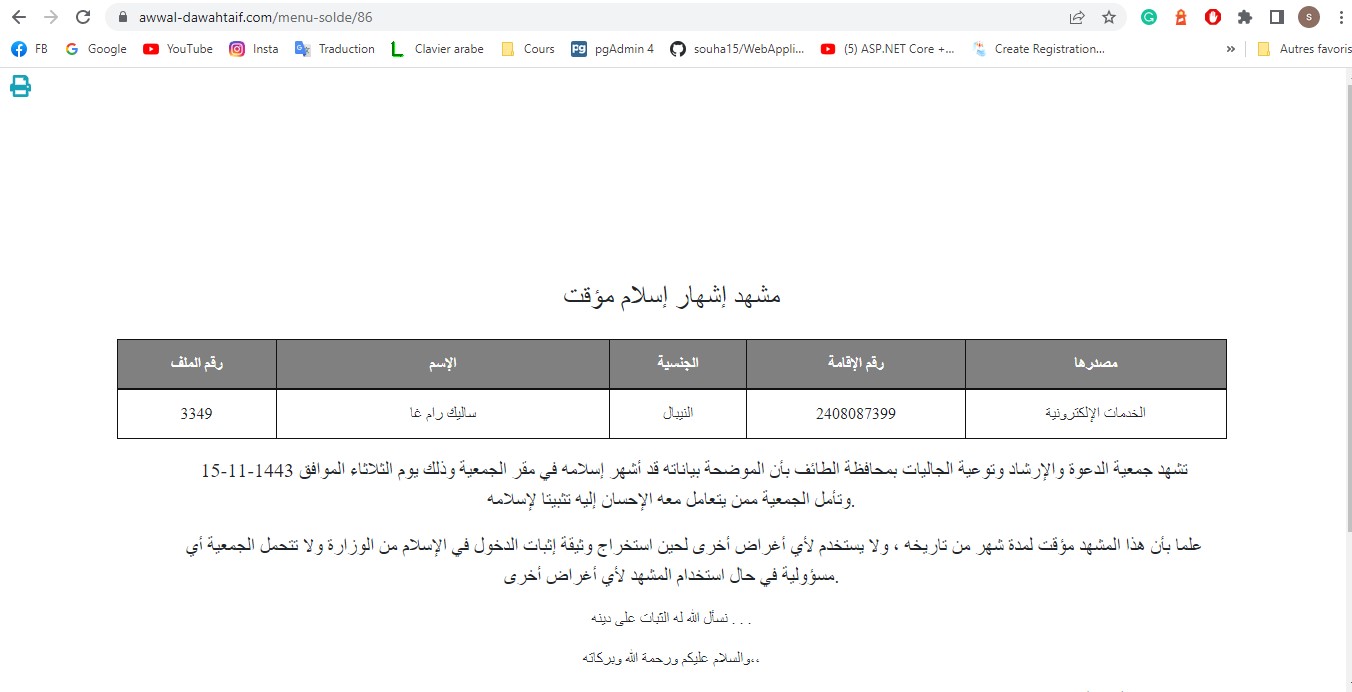 awwal-dawahtaif.com/menu-solde/86
S
FB
Google
YouTube
Insta
Traduction
Clavier arabe
Cours
pgAdmin 4
souha15/WebAppli...
(5) ASP.NET Core +...
Create Registration...
»
Autres favoris
مشهد إشهار إسلام مؤقت
رقم الملف الإسم الجنسية رقم الإقامة مصدرها
3349 ساليك رام غا النيبال 2408087399 الخدمات الإلكترونية
تشهد جمعية الدعوة والإرشاد وتوعية الجاليات بمحافظة الطائف بأن الموضحة بياناته قد أشهر إسلامه في مقر الجمعية وذلك يوم الثلاثاء الموافق 1443-11-15
.وتأمل الجمعية ممن يتعامل معه الإحسان إليه تثبيتا لإسلامه
علما بأن هذا المشهد مؤقت لمدة شهر من تاريخه ، ولا يستخدم لأي أغراض أخرى لحين استخراج وثيقة إثبات الدخول في الإسلام من الوزارة ولا تتحمل الجمعية أي
.مسؤولية في حال استخدام المشهد لأي أغراض أخرى
. . . نسأل الله له الثبات على دينه
،،والسلام عليكم ورحمة الله وبركاته